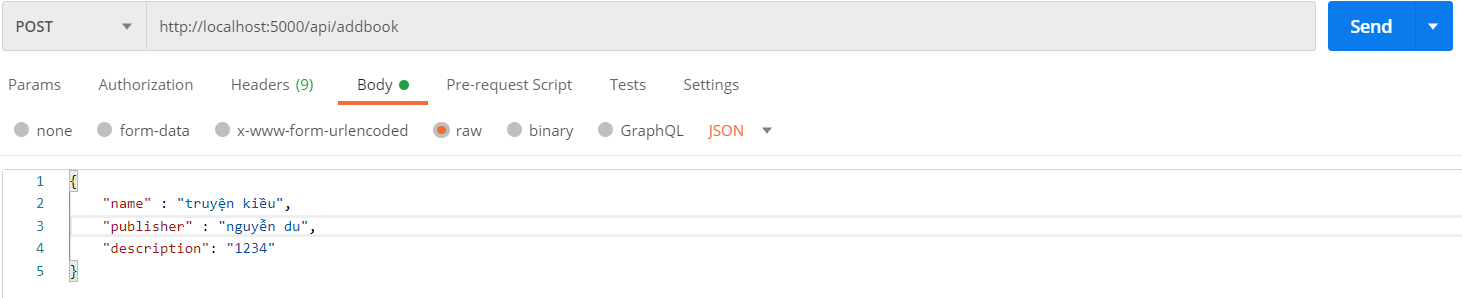 POST http://localhost:5000/api/addbook Send
Params Authorization Headers (9) Body Pre-request Script Tests Settings
none form-data x-www-form-urlencoded raw binary GraphQL JSON
1 {
2 "name" : "truyện kiều",
3 "publisher" : "nguyễn du",
4 "description": "1234"
5 }